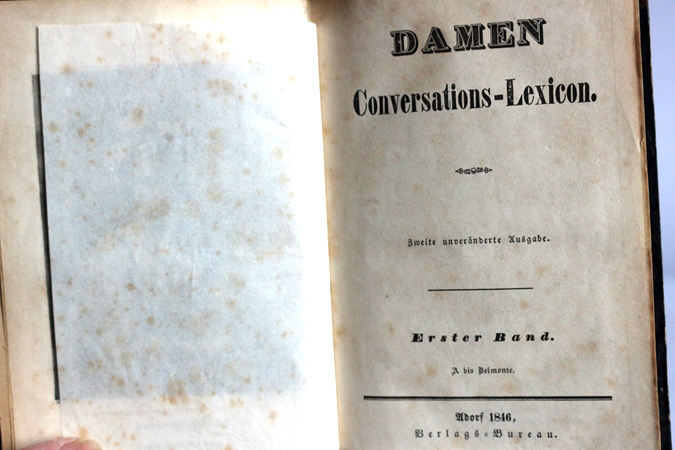 DAMEN
Conversations-Lexicon.
Zweite unveränderte Ausgabe.
Erster Band.
A bis Belmonte.
Adorf 1846,
Verlags-Bureau.